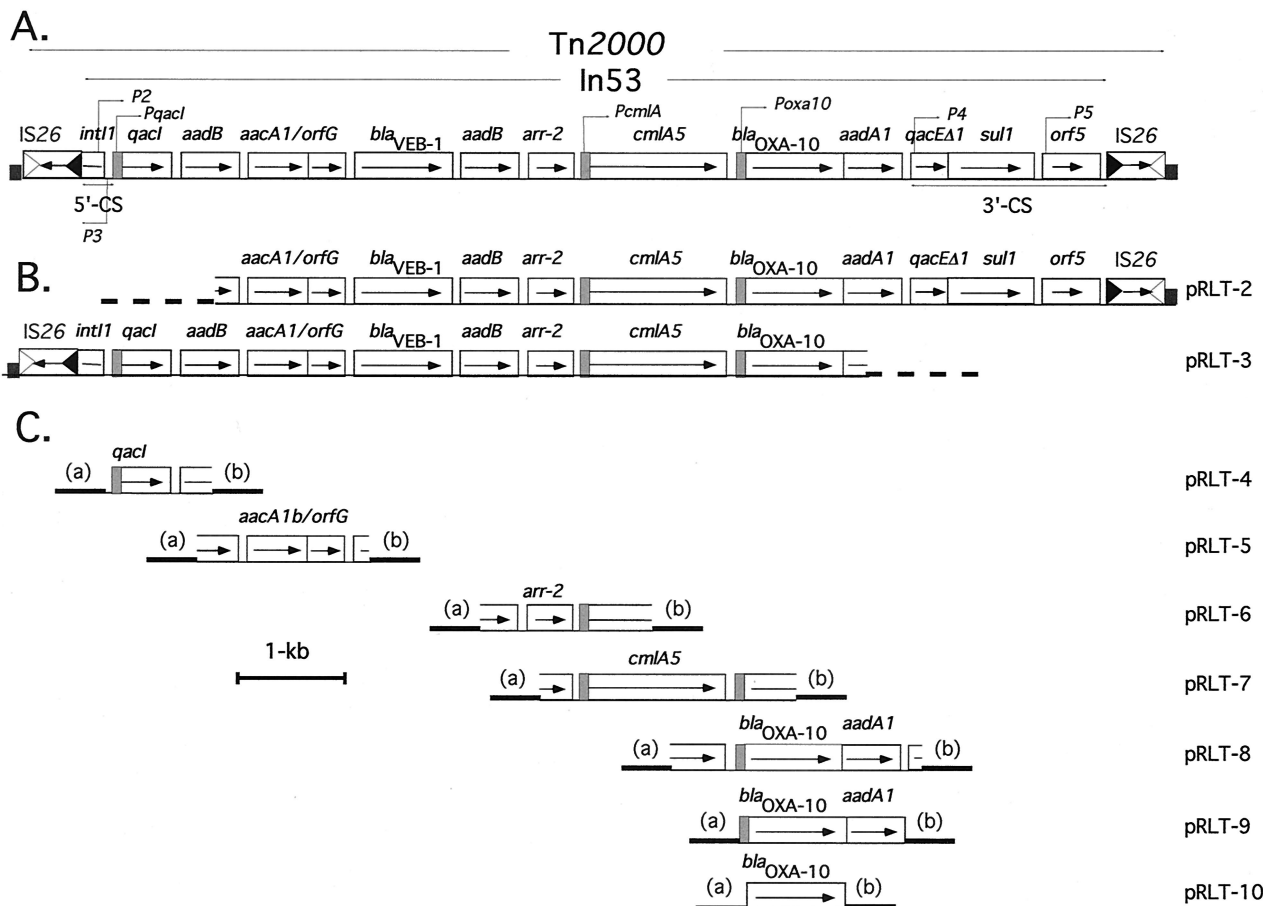 A.
Tn2000
In53
P2
PqacI
PcmlA
Poxa10
P4
P5
IS26 intI1 qacI aadB aacA1/orfG blaVEB-1 aadB arr-2 cmlA5 blaOXA-10 aadA1 qacEΔ1 sul1 orf5 IS26
5'-CS
3'-CS
P3
B.
aacA1/orfG blaVEB-1 aadB arr-2 cmlA5 blaOXA-10 aadA1 qacEΔ1 sul1 orf5 IS26
pRLT-2
IS26 intI1 qacI aadB aacA1/orfG blaVEB-1 aadB arr-2 cmlA5 blaOXA-10
pRLT-3
C.
qacI
(a) (b) pRLT-4
aacA1b/orfG
(a) (b) pRLT-5
arr-2
(a) (b) pRLT-6
1-kb
cmlA5
(a) (b) pRLT-7
blaOXA-10 aadA1
(a) (b) pRLT-8
blaOXA-10 aadA1
(a) (b) pRLT-9
blaOXA-10
(a) (b) pRLT-10